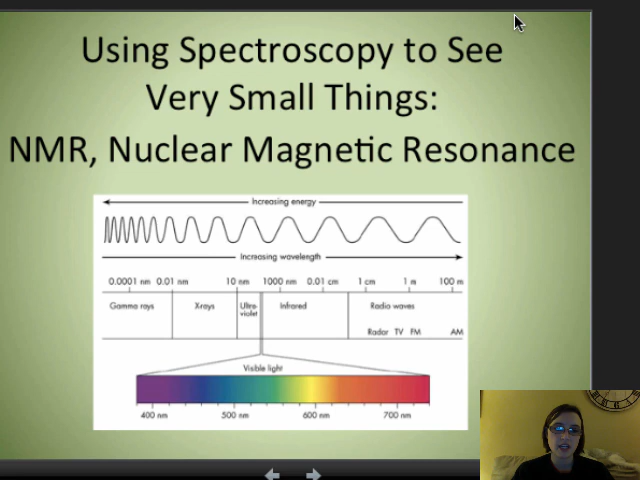 Using Spectroscopy to See
Very Small Things:
NMR, Nuclear Magnetic Resonance
Increasing energy
Increasing wavelength
0.0001 nm 0.01 nm 10 nm 1000 nm 0.01 cm 1 cm 1 m 100 m
Gamma rays X-rays Ultra- Infrared Radio waves
violet
Radar TV FM AM
Visible light
400 nm 500 nm 600 nm 700 nm